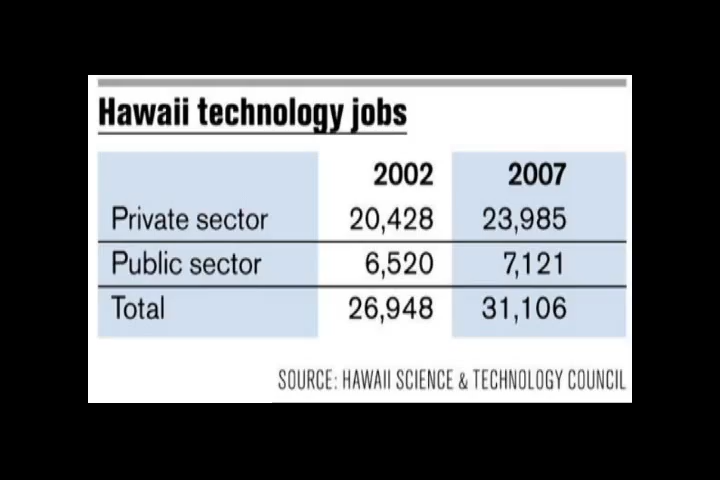 Hawaii technology jobs
2002 2007
Private sector 20,428 23,985
Public sector 6,520 7,121
Total 26,948 31,106
SOURCE: HAWAII SCIENCE & TECHNOLOGY COUNCIL